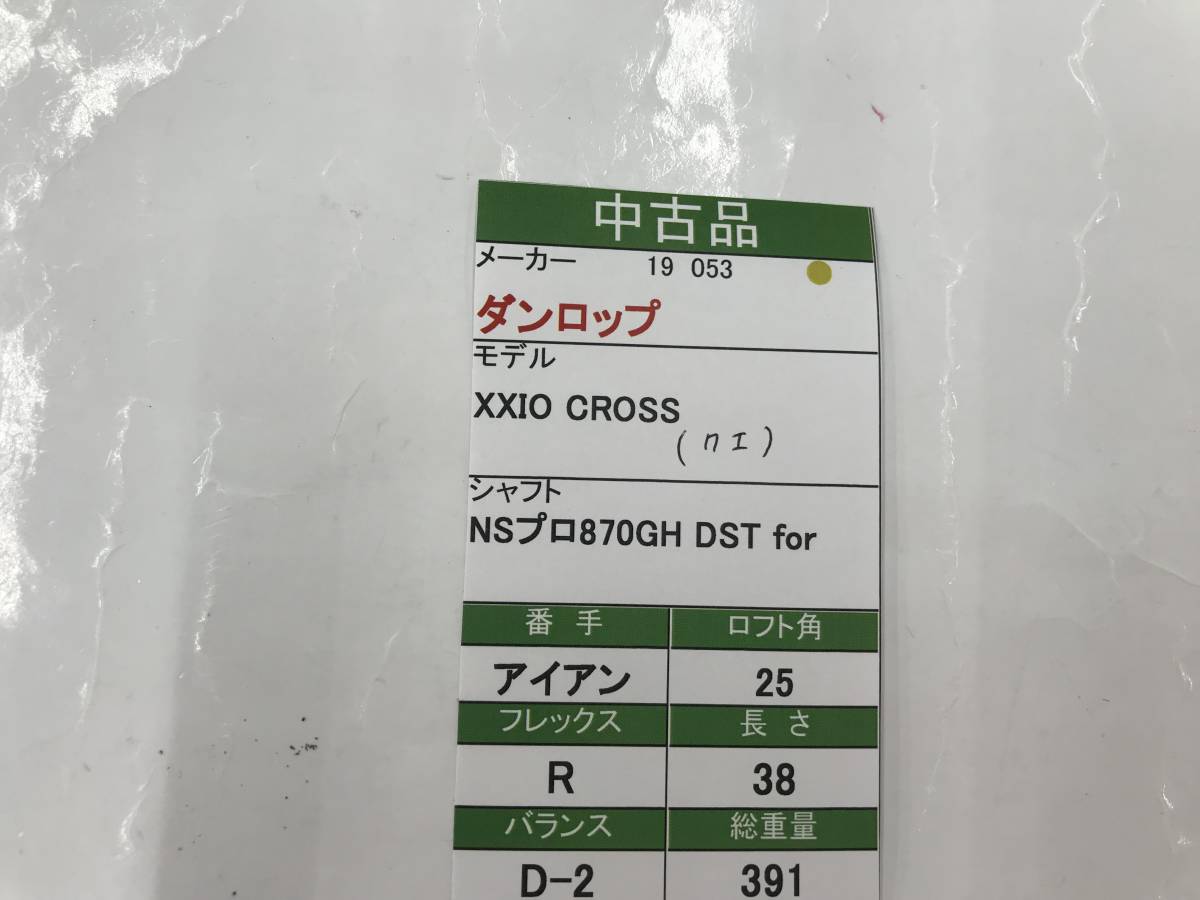 中古品
メーカー 19 053
ダンロップ
モデル
XXIO CROSS
(クエ)
シャフト
NSプロ870GH DST for
番 手 ロフト角
アイアン 25
フレックス 長 さ
R 38
バランス 総重量
D-2 391